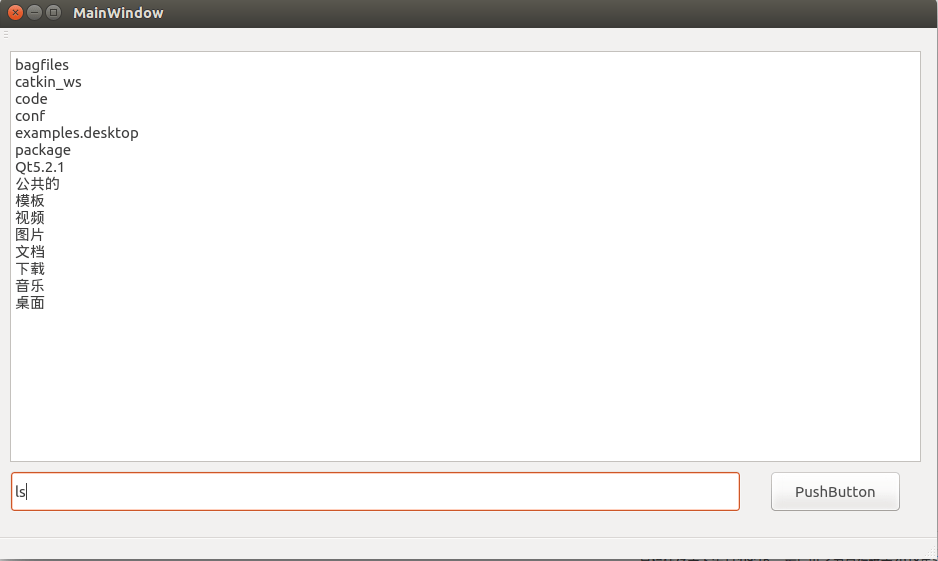 MainWindow
bagfiles
catkin_ws
code
conf
examples.desktop
package
Qt5.2.1
公共的
模板
视频
图片
文档
下载
音乐
桌面
ls
PushButton